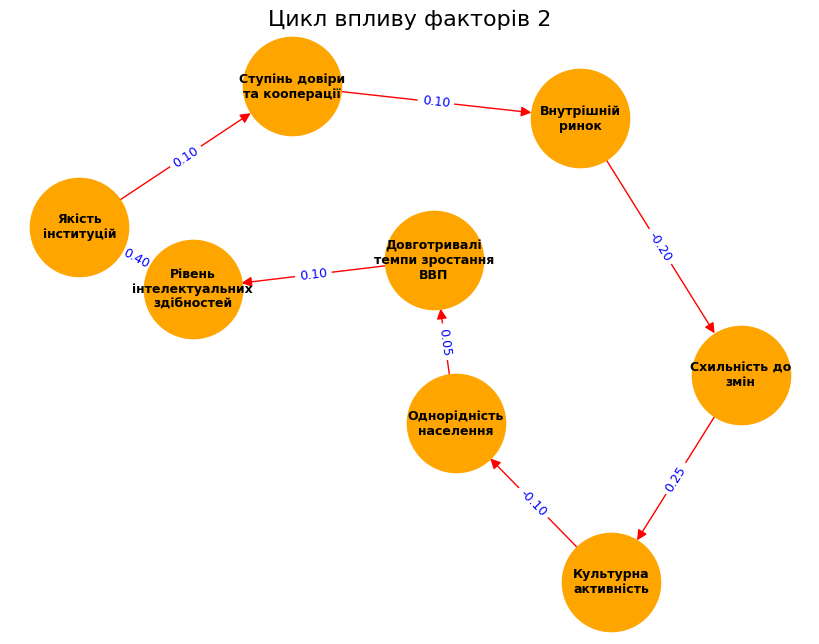 Цикл впливу факторів 2
Ступінь довіри
та кооперації
0.10
Внутрішній
ринок
0.10
Якість
інституцій
0.40
Рівень
інтелектуальних
здібностей
0.10
Довготривалі
темпи зростання
ВВП
-0.20
0.05
Схильність до
змін
Однорідність
населення
0.25
-0.10
Культурна
активність